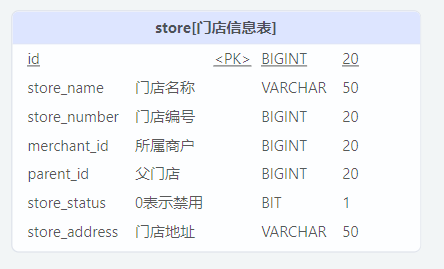 store[门店信息表]
id <PK> BIGINT 20
store_name 门店名称 VARCHAR 50
store_number 门店编号 BIGINT 20
merchant_id 所属商户 BIGINT 20
parent_id 父门店 BIGINT 20
store_status 0表示禁用 BIT 1
store_address 门店地址 VARCHAR 50